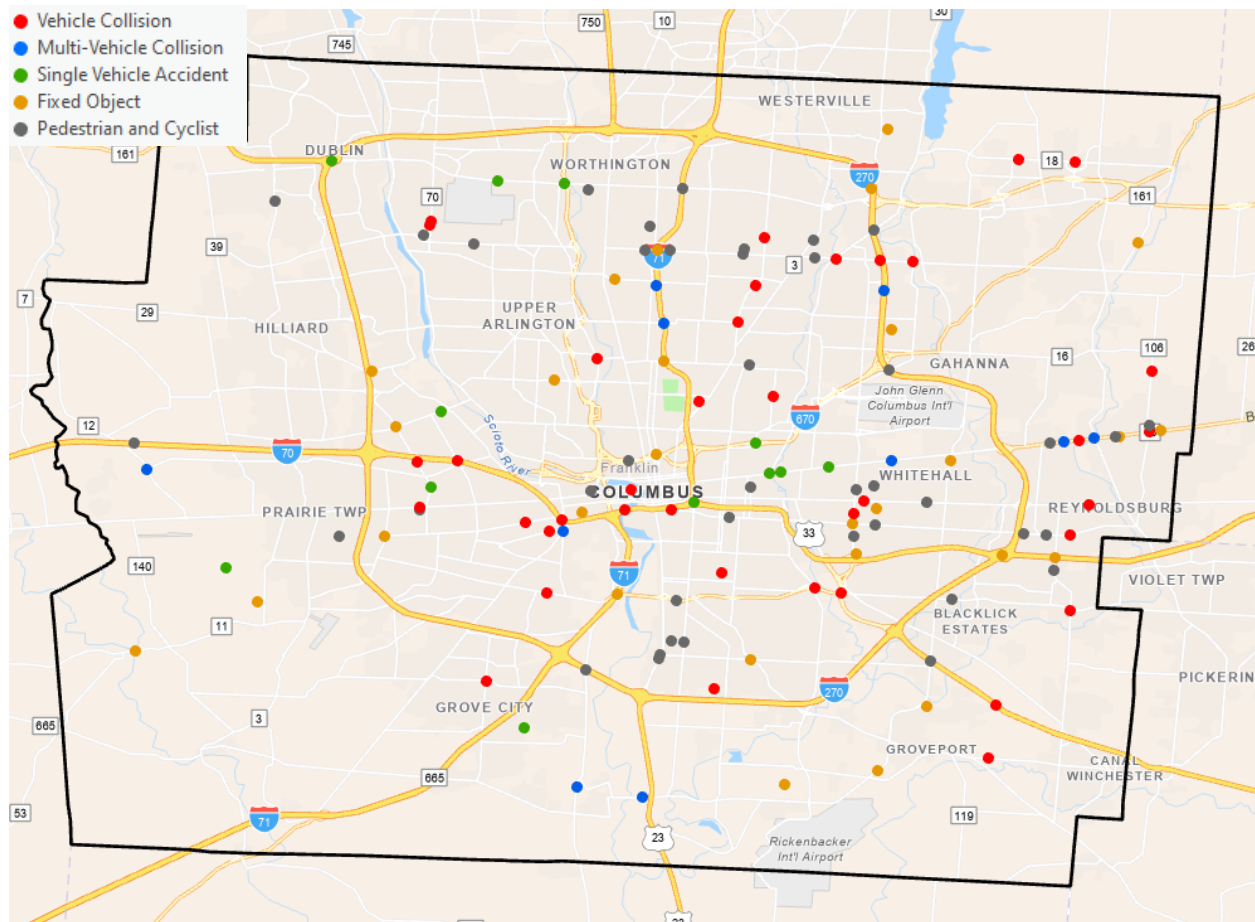 Vehicle Collision
Multi-Vehicle Collision
Single Vehicle Accident
Fixed Object
Pedestrian and Cyclist
750
10
30
745
WESTERVILLE
161
DUBLIN
WORTHINGTON
270
18
70
161
39
71
3
7
29
UPPER
ARLINGTON
HILLIARD
16
106
26
GAHANNA
John Glenn
Columbus Int'l
Airport
670
12
Scioto River
B
70
Franklin
WHITEHALL
COLUMBUS
PRAIRIE TWP
REYNOLDSBURG
33
140
71
VIOLET TWP
BLACKLICK
ESTATES
11
270
PICKERIN
665
3
GROVE CITY
GROVEPORT
CANAL
WINCHESTER
665
53
71
119
23
Rickenbacker
Int'l Airport